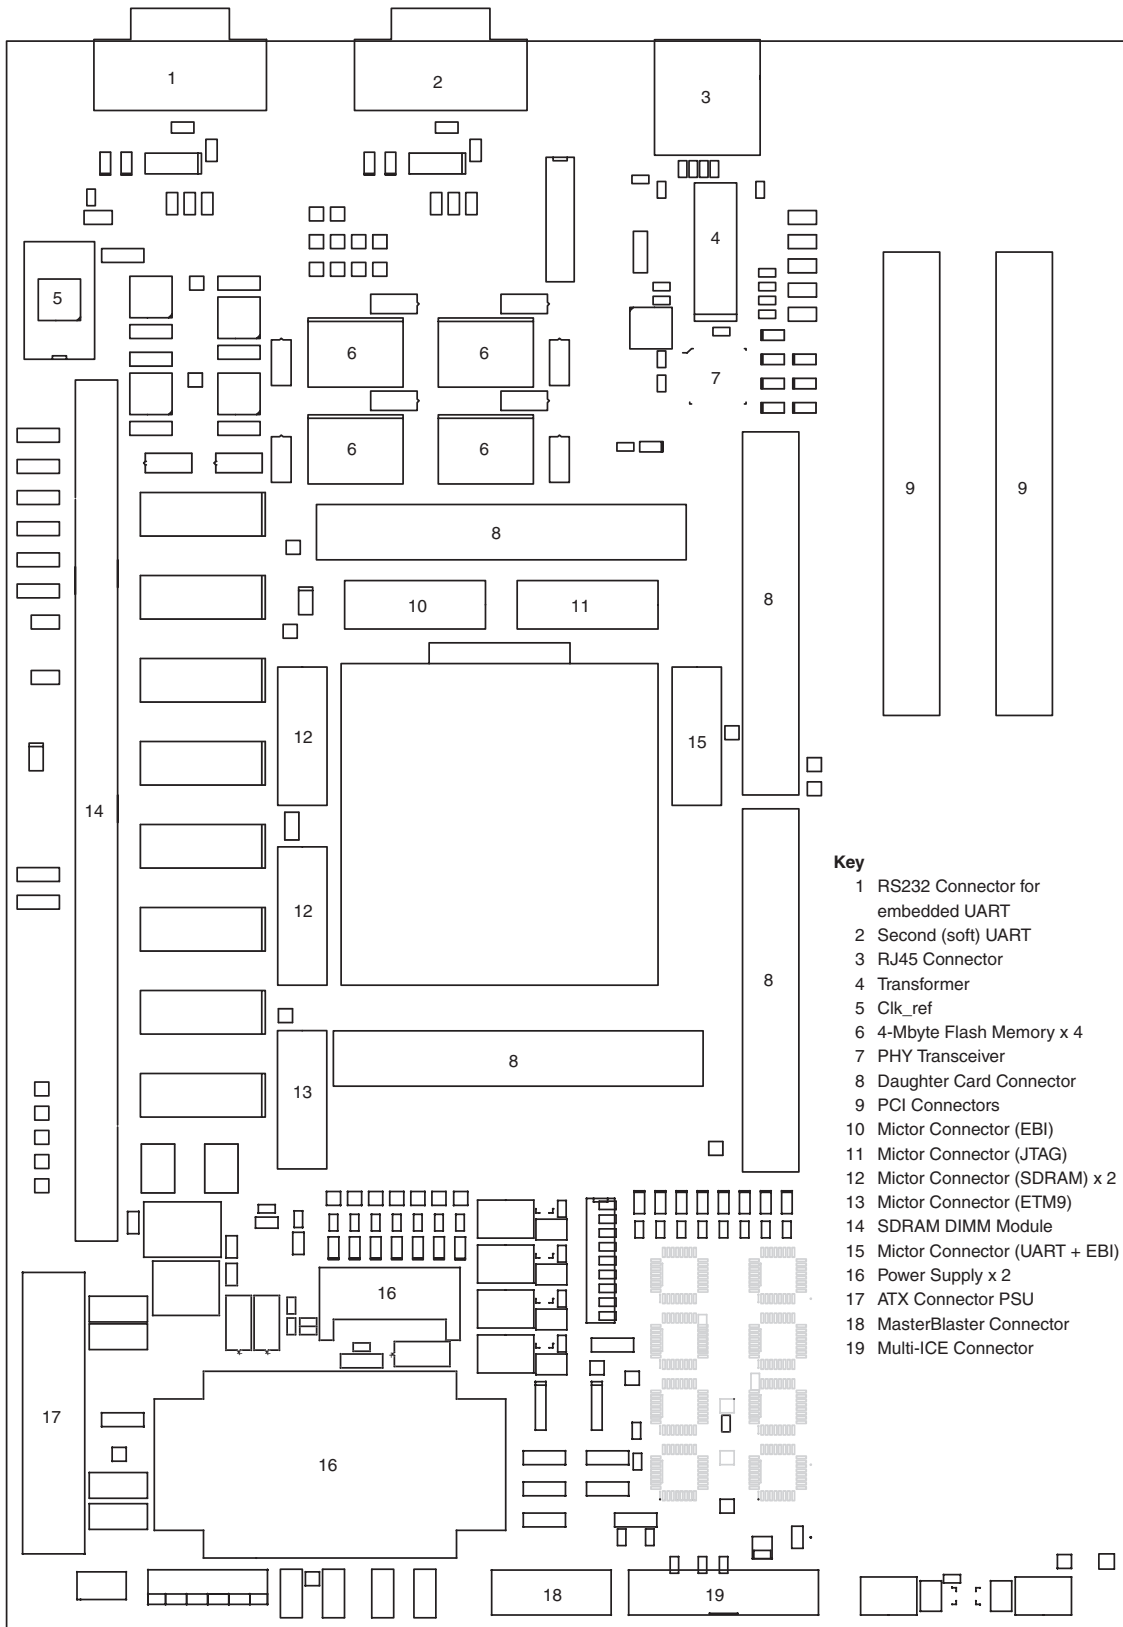 1
2
3
4
5
6
6
7
6
6
9
9
8
8
10
11
12
15
14
Key
1 RS232 Connector for
embedded UART
2 Second (soft) UART
3 RJ45 Connector
4 Transformer
5 Clk_ref
6 4-Mbyte Flash Memory x 4
7 PHY Transceiver
8 Daughter Card Connector
9 PCI Connectors
10 Mictor Connector (EBI)
11 Mictor Connector (JTAG)
12 Mictor Connector (SDRAM) x 2
13 Mictor Connector (ETM9)
14 SDRAM DIMM Module
15 Mictor Connector (UART + EBI)
16 Power Supply x 2
17 ATX Connector PSU
18 MasterBlaster Connector
19 Multi-ICE Connector
12
8
8
13
16
17
16
18
19